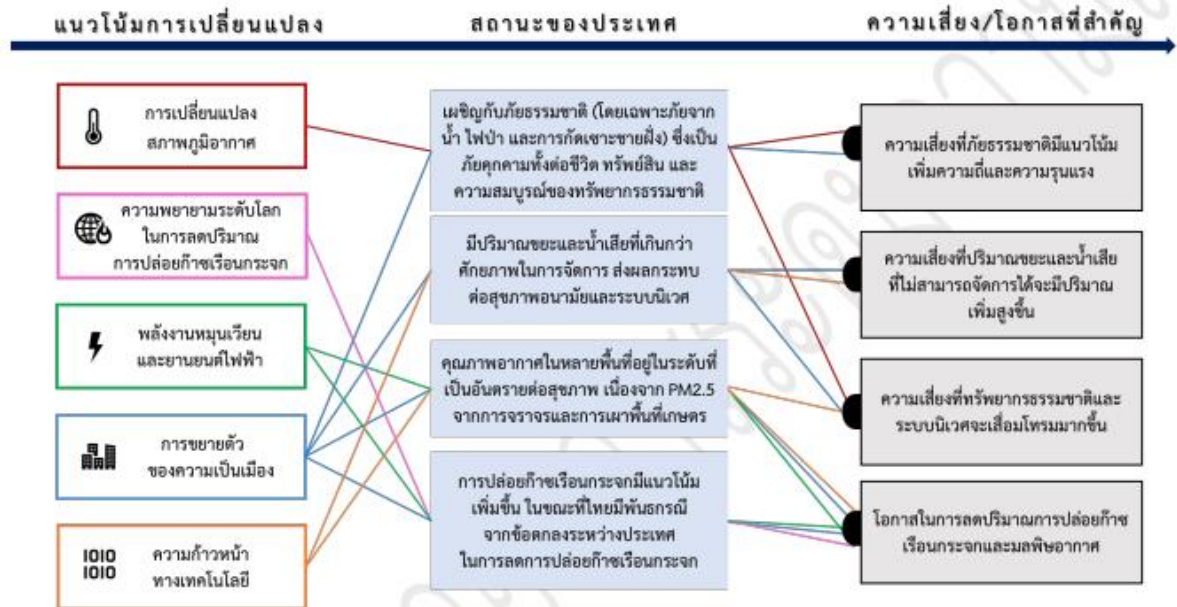 แนวโน้มการเปลี่ยนแปลง
สถานะของประเทศ
ความเสี่ยง/โอกาสที่สำคัญ
การเปลี่ยนแปลง
สภาพภูมิอากาศ
ความพยายามระดับโลก
ในการลดปริมาณ
การปล่อยก๊าซเรือนกระจก
พลังงานหมุนเวียน
และยานยนต์ไฟฟ้า
การขยายตัว
ของความเป็นเมือง
1010
1010
ความก้าวหน้า
ทางเทคโนโลยี
เผชิญกับภัยธรรมชาติ (โดยเฉพาะภัยจาก
น้ำ ไฟป่า และการกัดเซาะชายฝั่ง) ซึ่งเป็น
ภัยคุกคามทั้งต่อชีวิต ทรัพย์สิน และ
ความสมบูรณ์ของทรัพยากรธรรมชาติ
มีปริมาณขยะและน้ำเสียที่เกินกว่า
ศักยภาพในการจัดการ ส่งผลกระทบ
ต่อสุขภาพอนามัยและระบบนิเวศ
คุณภาพอากาศในหลายพื้นที่อยู่ในระดับที่
เป็นอันตรายต่อสุขภาพ เนื่องจาก PM2.5
จากการจราจรและการเผาพื้นที่เกษตร
การปล่อยก๊าซเรือนกระจกมีแนวโน้ม
เพิ่มขึ้น ในขณะที่ไทยมีพันธกรณี
จากข้อตกลงระหว่างประเทศ
ในการลดการปล่อยก๊าซเรือนกระจก
ความเสี่ยงที่ภัยธรรมชาติมีแนวโน้ม
เพิ่มความถี่และความรุนแรง
ความเสี่ยงที่ปริมาณขยะและน้ำเสีย
ที่ไม่สามารถจัดการได้จะมีปริมาณ
เพิ่มสูงขึ้น
ความเสี่ยงที่ทรัพยากรธรรมชาติและ
ระบบนิเวศจะเสื่อมโทรมมากขึ้น
โอกาสในการลดปริมาณการปล่อยก๊าซ
เรือนกระจกและมลพิษอากาศ